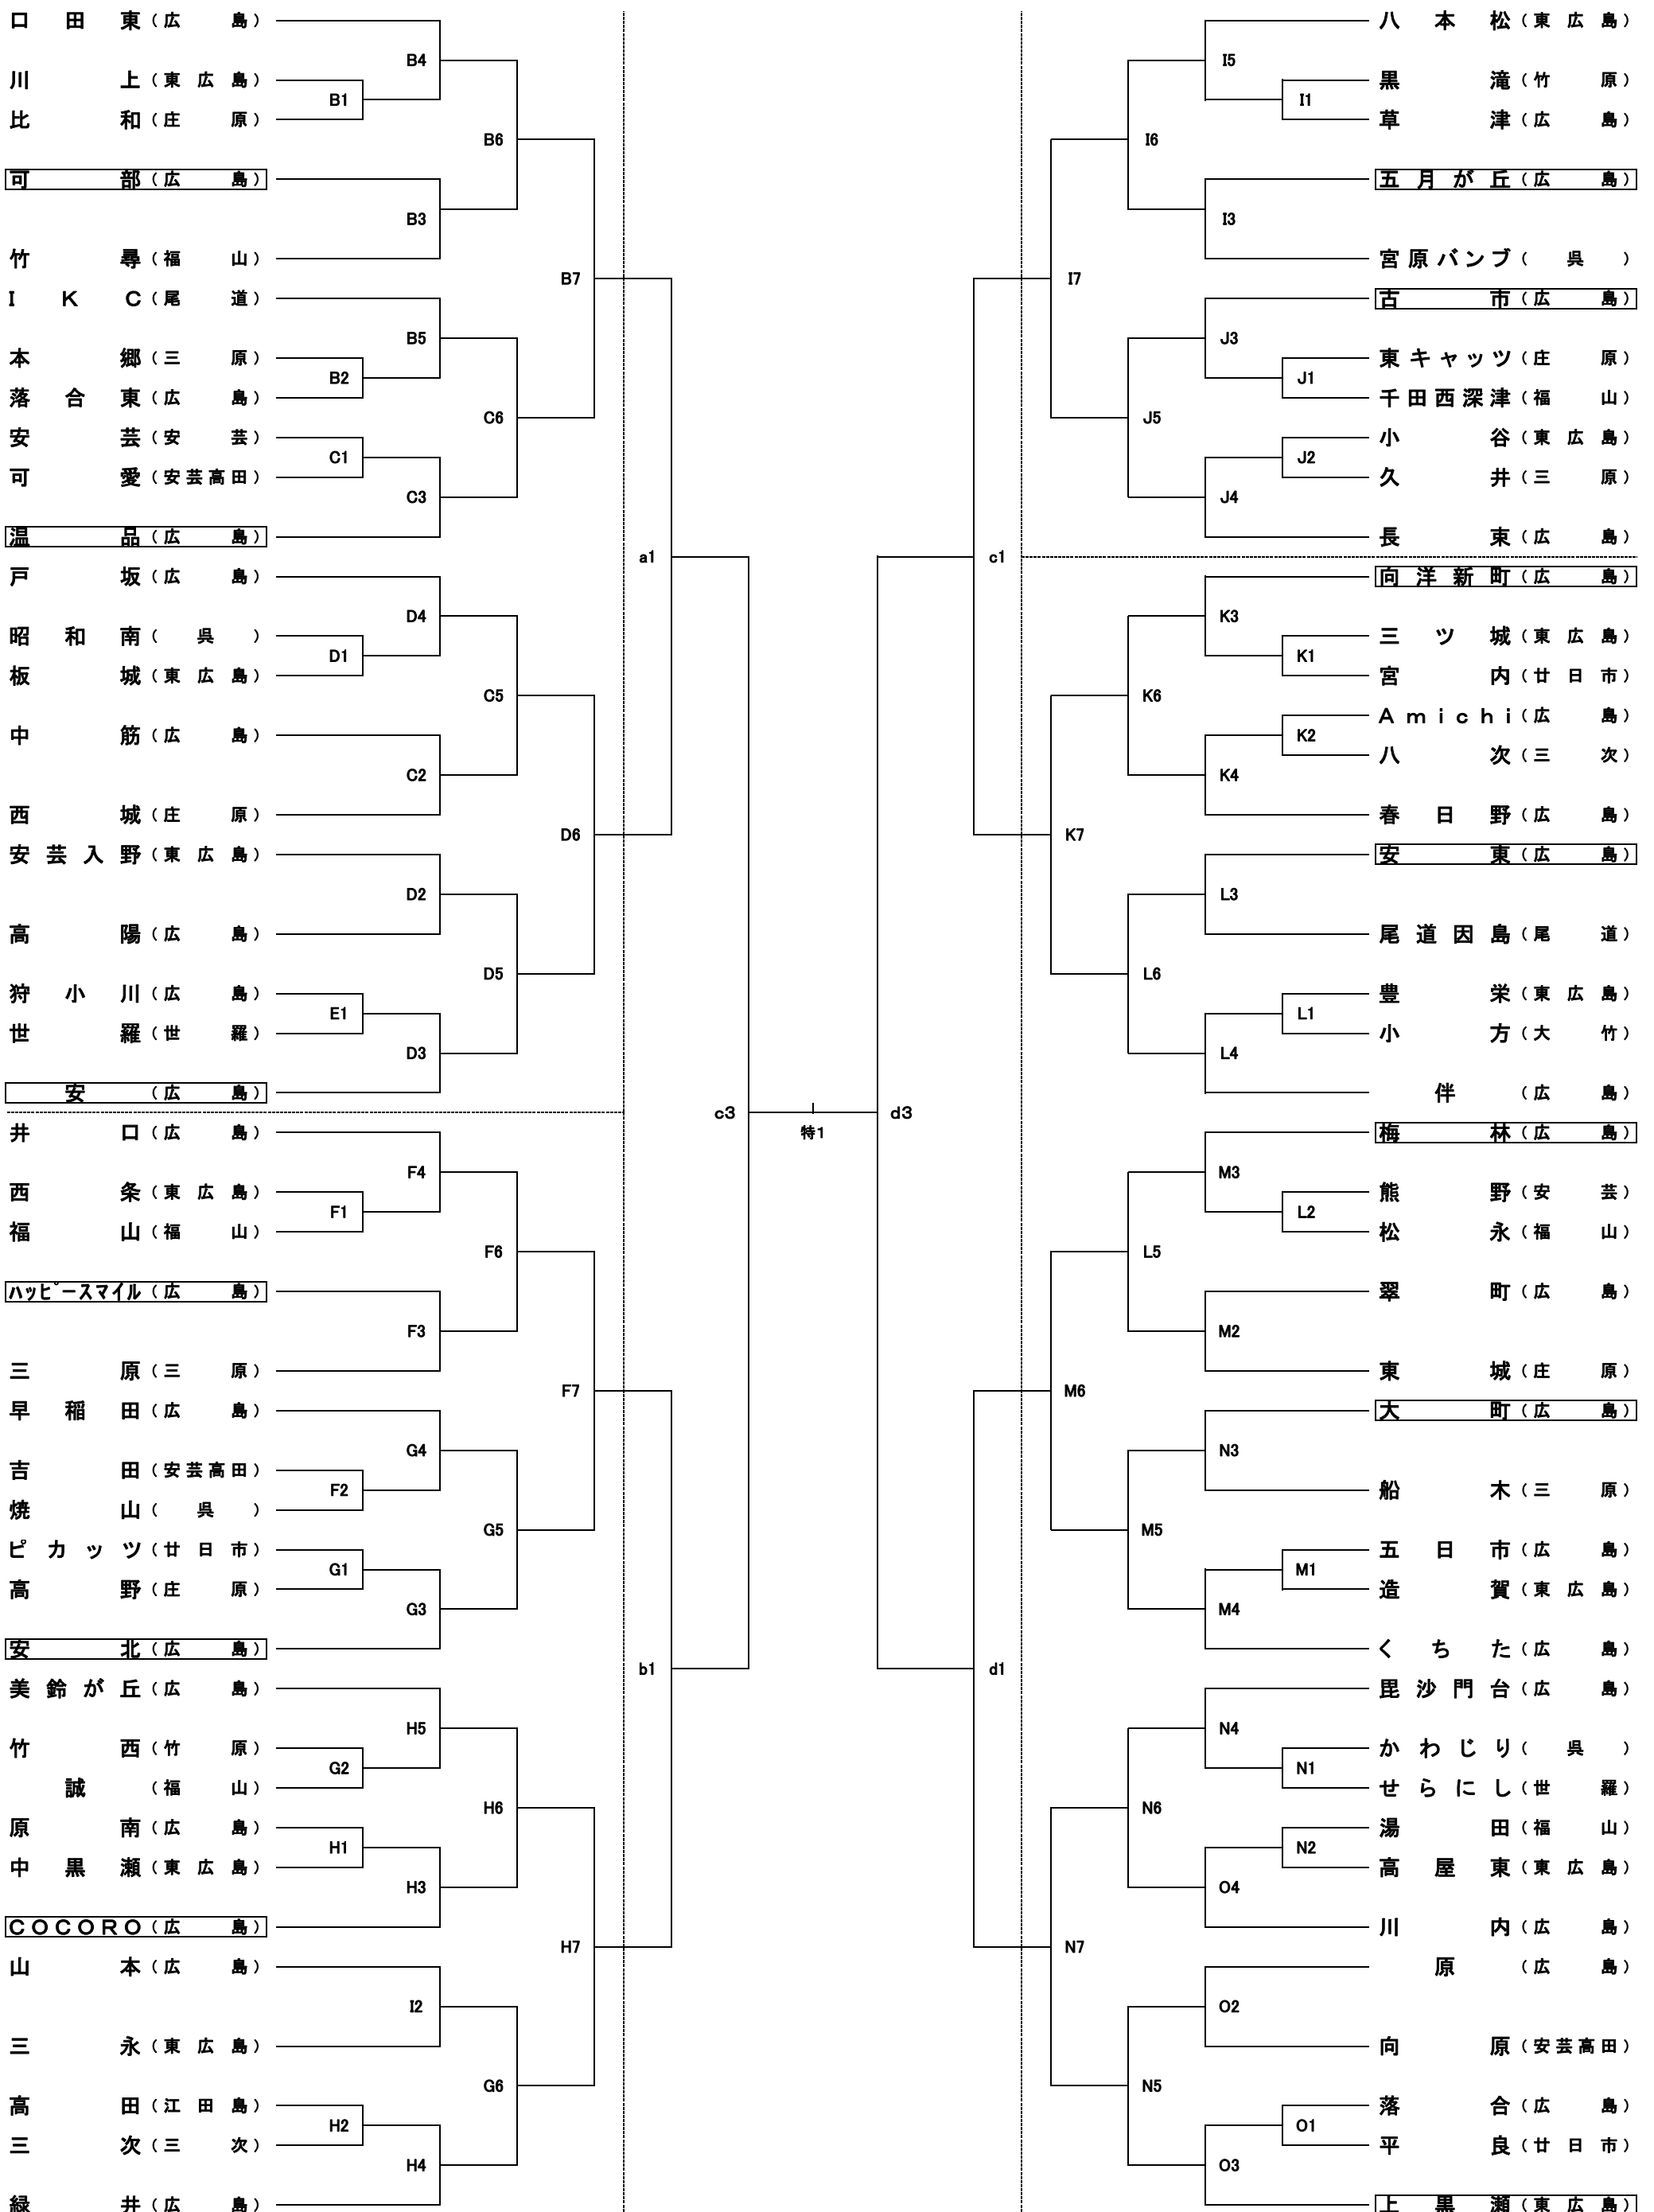 口田東(広島)
B4
川上(東広島)
B1
比和(庄原)
B6
可部(広島)
B3
竹尋(福山)
B7
IKC(尾道)
B5
本郷(三原)
B2
落合東(広島)
C6
安芸(安芸)
C1
可愛(安芸高田)
C3
温品(広島)
a1
戸坂(広島)
D4
昭和南(呉)
D1
板城(東広島)
C5
中筋(広島)
C2
西城(庄原)
D6
安芸入野(東広島)
D2
高陽(広島)
D5
狩小川(広島)
E1
世羅(世羅)
D3
安(広島)
c3
井口(広島)
F4
西条(東広島)
F1
福山(福山)
F6
ハッピースマイル(広島)
F3
三原(三原)
F7
早稲田(広島)
G4
吉田(安芸高田)
F2
焼山(呉)
G5
ピカッツ(廿日市)
G1
高野(庄原)
G3
安北(広島)
b1
美鈴が丘(広島)
H5
竹西(竹原)
G2
誠(福山)
H6
原南(広島)
H1
中黒瀬(東広島)
H3
COCORO(広島)
H7
山本(広島)
I2
三永(東広島)
G6
高田(江田島)
H2
三次(三次)
H4
緑井(広島)
特1
八本松(東広島)
I5
黒滝(竹原)
I1
草津(広島)
I6
五月が丘(広島)
I3
宮原バンブ(呉)
I7
古市(広島)
J3
東キャッツ(庄原)
J1
千田西深津(福山)
J5
小谷(東広島)
J2
久井(三原)
J4
長束(広島)
c1
向洋新町(広島)
K3
三ツ城(東広島)
K1
宮内(廿日市)
K6
Amichi(広島)
K2
八次(三次)
K4
春日野(広島)
K7
安東(広島)
L3
尾道因島(尾道)
L6
豊栄(東広島)
L1
小方(大竹)
L4
伴(広島)
d3
梅林(広島)
M3
熊野(安芸)
L2
松永(福山)
L5
翠町(広島)
M2
東城(庄原)
M6
大町(広島)
N3
船木(三原)
M5
五日市(広島)
M1
造賀(東広島)
M4
くちた(広島)
d1
毘沙門台(広島)
N4
かわじり(呉)
N1
せらにし(世羅)
N6
湯田(福山)
N2
高屋東(東広島)
O4
川内(広島)
N7
原(広島)
O2
向原(安芸高田)
N5
落合(広島)
O1
平良(廿日市)
O3
上黒瀬(東広島)